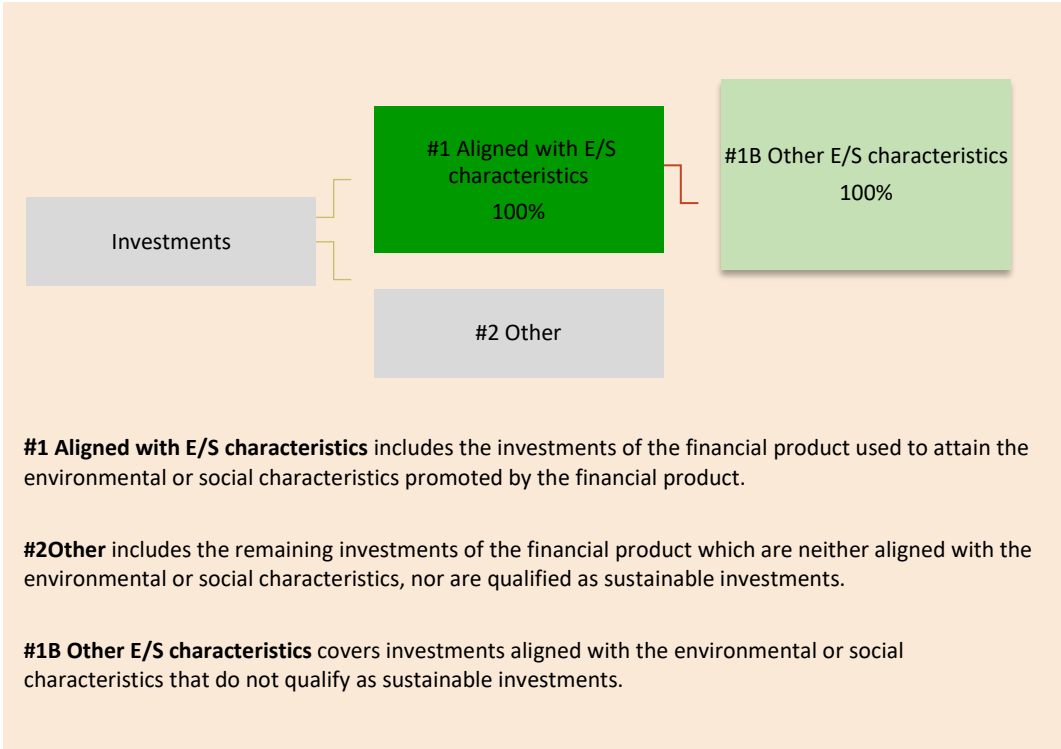 #1 Aligned with E/S
characteristics
100%
#1B Other E/S characteristics
100%
Investments
#2 Other
#1 Aligned with E/S characteristics includes the investments of the financial product used to attain the
environmental or social characteristics promoted by the financial product.
#2Other includes the remaining investments of the financial product which are neither aligned with the
environmental or social characteristics, nor are qualified as sustainable investments.
#1B Other E/S characteristics covers investments aligned with the environmental or social
characteristics that do not qualify as sustainable investments.